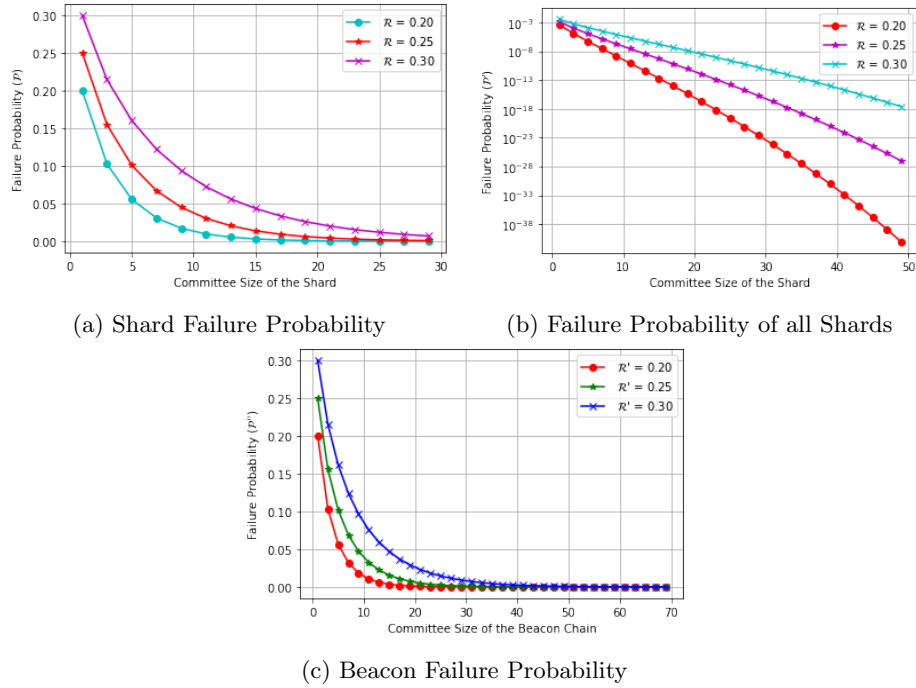 0.30
0.25
0.20
0.15
0.10
0.05
0.00
Failure Probability (𝒫)
ℛ = 0.20
ℛ = 0.25
ℛ = 0.30
0 5 10 15 20 25 30
Committee Size of the Shard
(a) Shard Failure Probability
10⁻³
10⁻⁸
10⁻¹³
10⁻¹⁸
10⁻²³
10⁻²⁸
10⁻³³
10⁻³⁸
Failure Probability (𝒫')
ℛ = 0.20
ℛ = 0.25
ℛ = 0.30
0 10 20 30 40 50
Committee Size of the Shard
(b) Failure Probability of all Shards
0.30
0.25
0.20
0.15
0.10
0.05
0.00
Failure Probability (𝒫'')
ℛ' = 0.20
ℛ' = 0.25
ℛ' = 0.30
0 10 20 30 40 50 60 70
Committee Size of the Beacon Chain
(c) Beacon Failure Probability